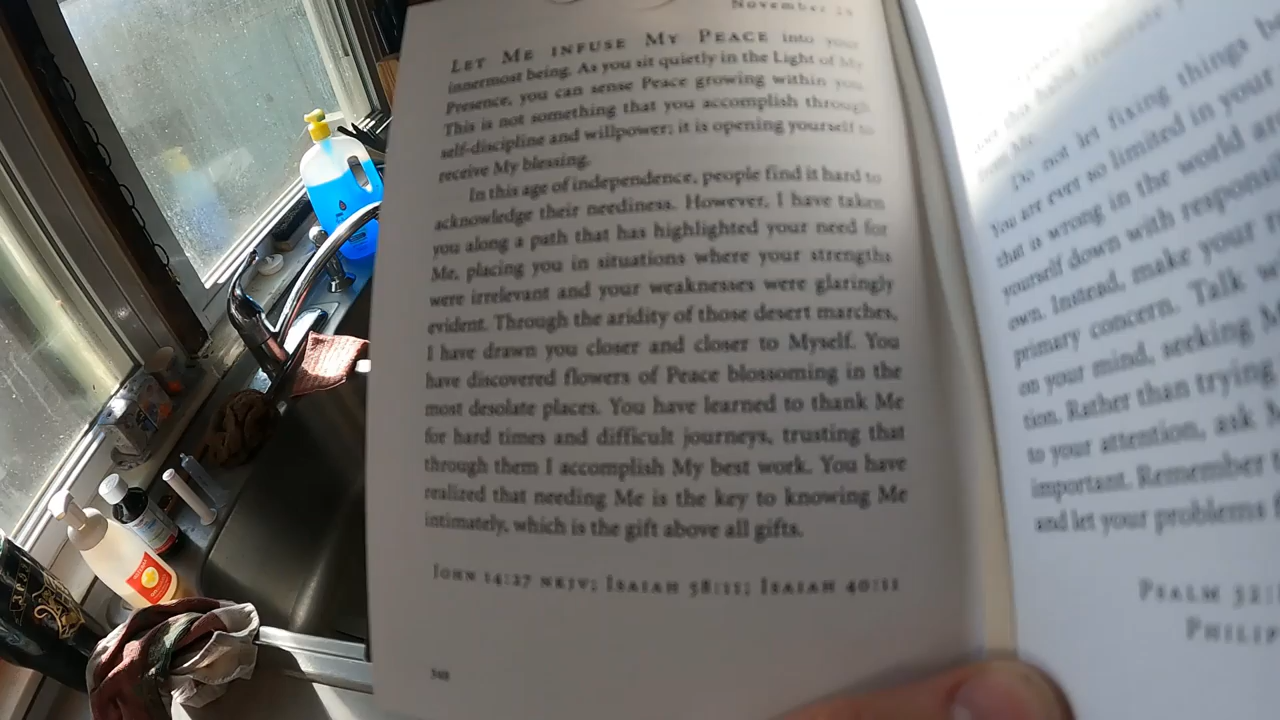 November
LET ME INFUSE MY PEACE into your
innermost being. As you sit quietly in the Light of My
Presence, you can sense Peace growing within you.
This is not something that you accomplish through
self-discipline and willpower; it is opening yourself to
receive My blessing.
In this age of independence, people find it hard to
acknowledge their neediness. However, I have taken
you along a path that has highlighted your need for
Me, placing you in situations where your strengths
were irrelevant and your weaknesses were glaringly
evident. Through the aridity of those desert marches,
I have drawn you closer and closer to Myself. You
have discovered flowers of Peace blossoming in the
most desolate places. You have learned to thank Me
for hard times and difficult journeys, trusting that
through them I accomplish My best work. You have
realized that needing Me is the key to knowing Me
intimately, which is the gift above all gifts.
JOHN 14:27 NKJV; ISAIAH 58:11; ISAIAH 40:11
Do not let fixing things
You are ever so limited in your
that is wrong in the world
yourself down with
own. Instead, make your
primary concern. Talk
on your mind, seeking
tion. Rather than trying
to your attention, ask
important. Remember
and let your problems
PSALM